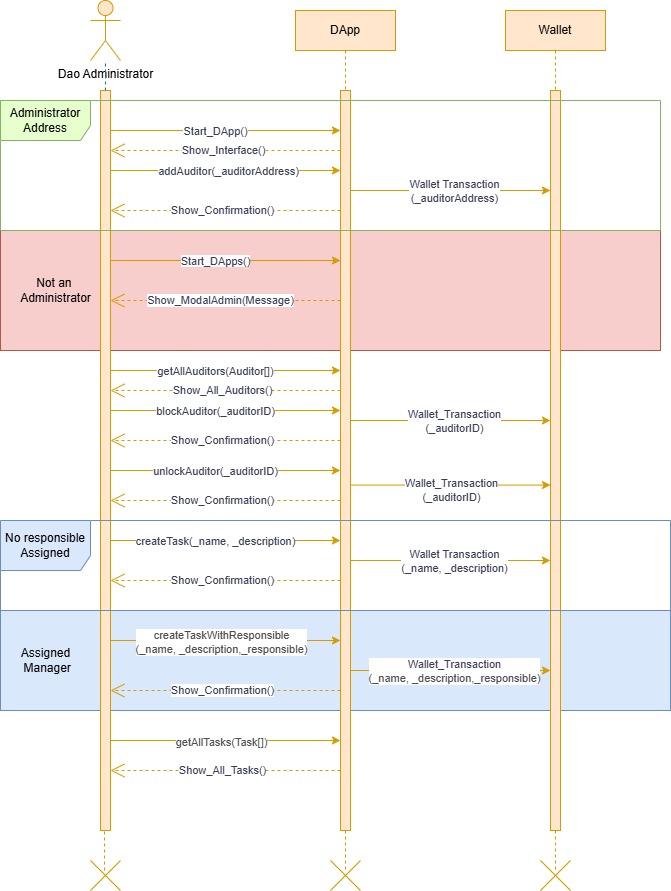 DApp
Wallet
Dao Administrator
Administrator
Address
Start_DApp()
Show_Interface()
addAuditor(_auditorAddress)
Wallet Transaction
(_auditorAddress)
Show_Confirmation()
Not an
Administrator
Start_DApps()
Show_ModalAdmin(Message)
getAllAuditors(Auditor[])
Show_All_Auditors()
blockAuditor(_auditorID)
Wallet_Transaction
(_auditorID)
Show_Confirmation()
unlockAuditor(_auditorID)
Wallet_Transaction
(_auditorID)
Show_Confirmation()
No responsible
Assigned
createTask(_name, _description)
Wallet Transaction
(_name, _description)
Show_Confirmation()
Assigned
Manager
createTaskWithResponsible
(_name, _description,_responsible)
Wallet_Transaction
(_name, _description,_responsible)
Show_Confirmation()
getAllTasks(Task[])
Show_All_Tasks()